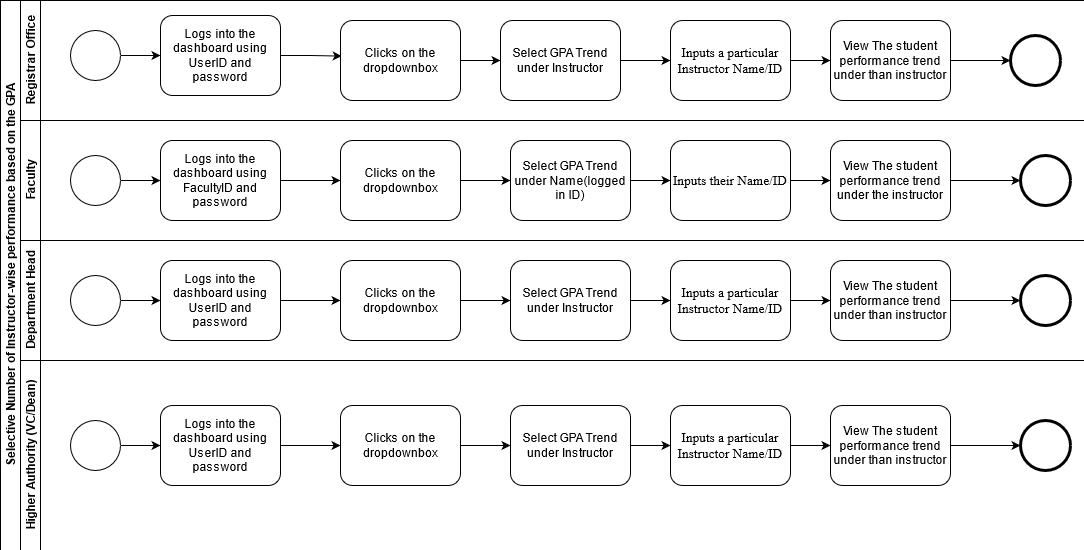 Selective Number of Instructor-wise performance based on the GPA
Registrar Office
Logs into the
dashboard using
UserID and
password
Clicks on the
dropdownbox
Select GPA Trend
under Instructor
Inputs a particular
Instructor Name/ID
View The student
performance trend
under than instructor
Faculty
Logs into the
dashboard using
FacultyID and
password
Clicks on the
dropdownbox
Select GPA Trend
under Name(logged
in ID)
Inputs their Name/ID
View The student
performance trend
under the instructor
Department Head
Logs into the
dashboard using
UserID and
password
Clicks on the
dropdownbox
Select GPA Trend
under Instructor
Inputs a particular
Instructor Name/ID
View The student
performance trend
under than instructor
Higher Authority (VC/Dean)
Logs into the
dashboard using
UserID and
password
Clicks on the
dropdownbox
Select GPA Trend
under Instructor
Inputs a particular
Instructor Name/ID
View The student
performance trend
under than instructor